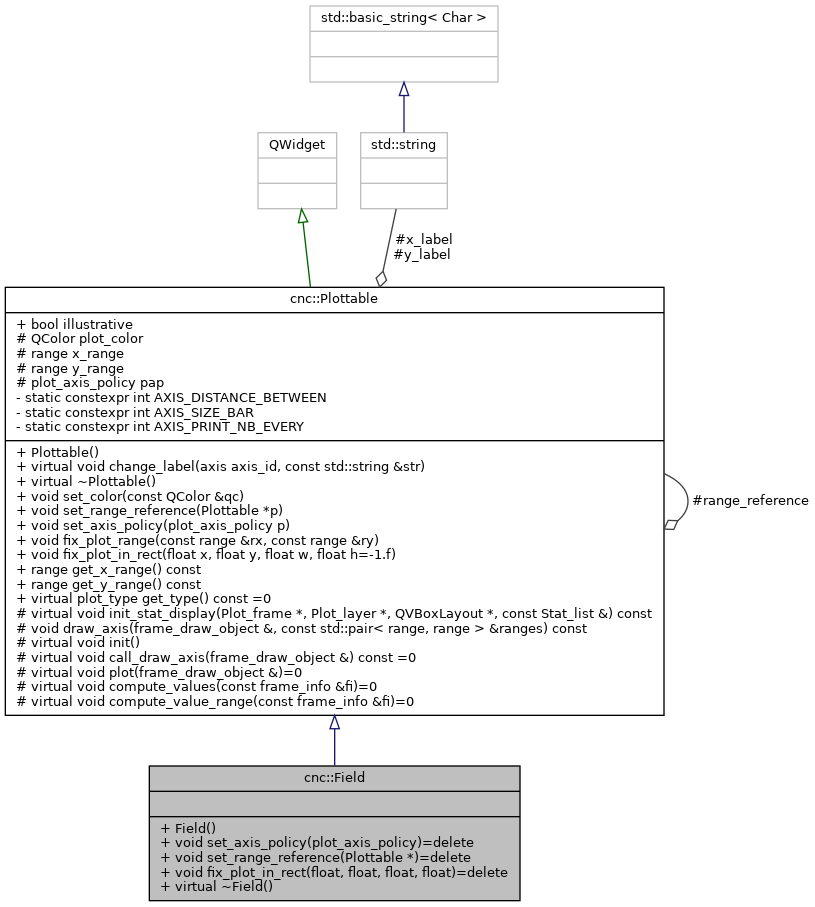 std::basic_string< Char >
QWidget
std::string
#x_label
#y_label
cnc::Plottable
+ bool illustrative
# QColor plot_color
# range x_range
# range y_range
# plot_axis_policy pap
- static constexpr int AXIS_DISTANCE_BETWEEN
- static constexpr int AXIS_SIZE_BAR
- static constexpr int AXIS_PRINT_NB_EVERY
+ Plottable()
+ virtual void change_label(axis axis_id, const std::string &str)
+ virtual ~Plottable()
+ void set_color(const QColor &qc)
+ void set_range_reference(Plottable *p)
+ void set_axis_policy(plot_axis_policy p)
+ void fix_plot_range(const range &rx, const range &ry)
+ void fix_plot_in_rect(float x, float y, float w, float h=-1.f)
+ range get_x_range() const
+ range get_y_range() const
+ virtual plot_type get_type() const =0
# virtual void init_stat_display(Plot_frame *, Plot_layer *, QVBoxLayout *, const Stat_list &) const
# void draw_axis(frame_draw_object &, const std::pair< range, range > &ranges) const
# virtual void init()
# virtual void call_draw_axis(frame_draw_object &) const =0
# virtual void plot(frame_draw_object &)=0
# virtual void compute_values(const frame_info &fi)=0
# virtual void compute_value_range(const frame_info &fi)=0
#range_reference
cnc::Field
+ Field()
+ void set_axis_policy(plot_axis_policy)=delete
+ void set_range_reference(Plottable *)=delete
+ void fix_plot_in_rect(float, float, float, float)=delete
+ virtual ~Field()